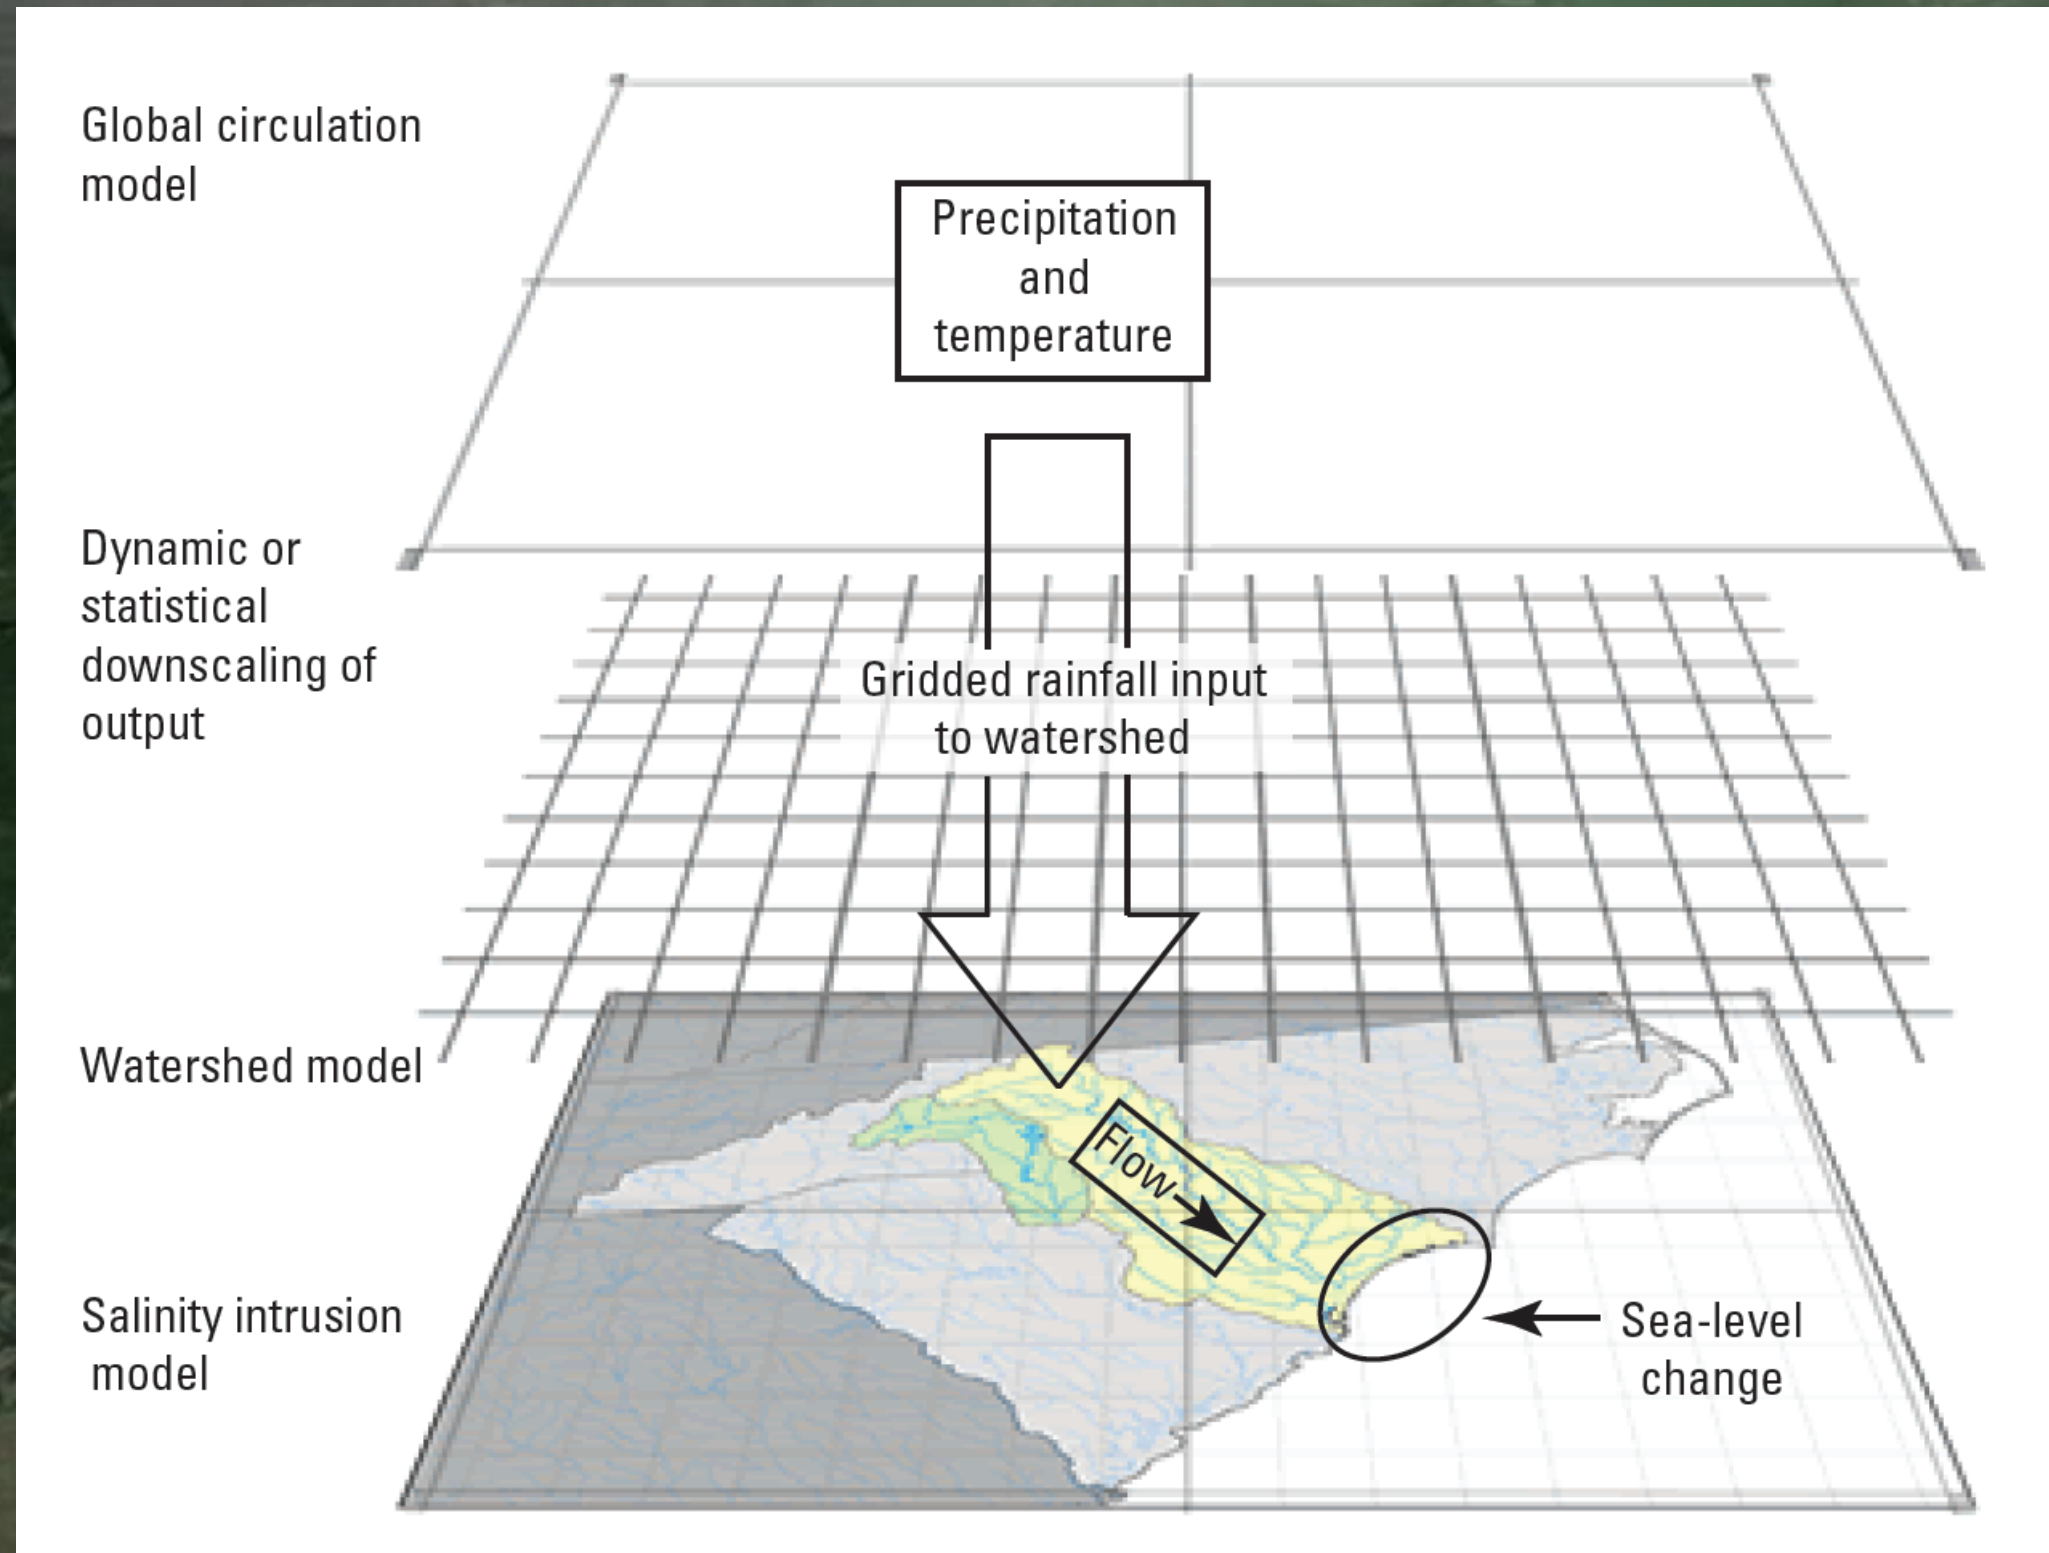 Global circulation
model
Precipitation
and
temperature
Dynamic or
statistical
downscaling of
output
Gridded rainfall input
to watershed
Watershed model
Flow
Salinity intrusion
model
Sea-level
change